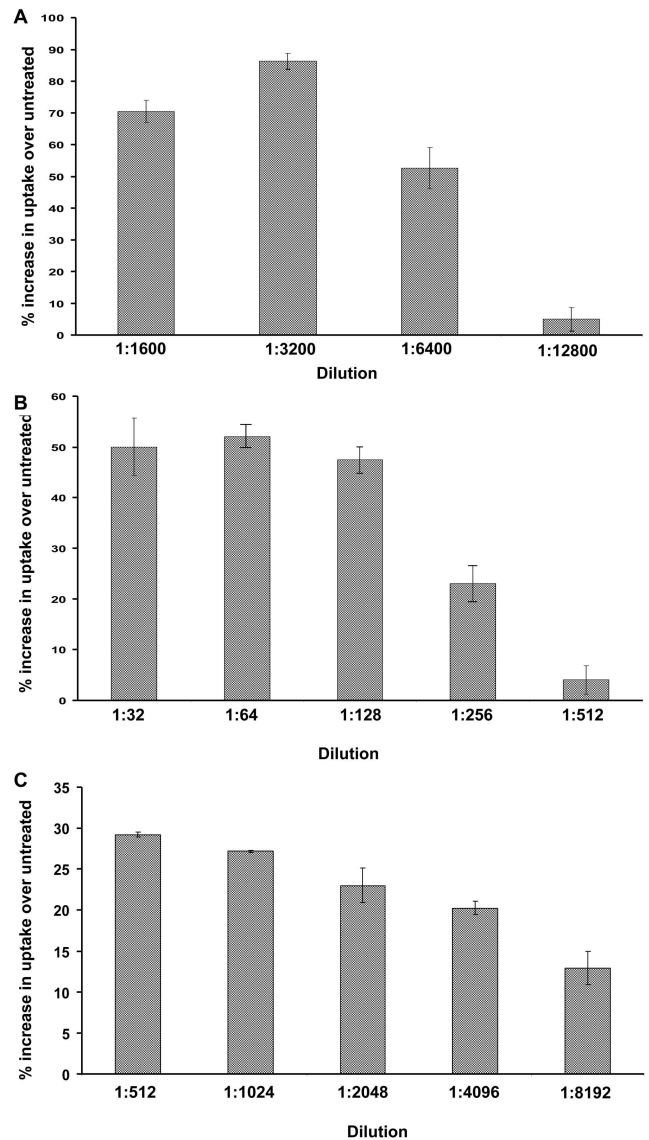 A
% increase in uptake over untreated
100
90
80
70
60
50
40
30
20
10
0
1:1600 1:3200 1:6400 1:12800
Dilution
B
% increase in uptake over untreated
60
50
40
30
20
10
0
1:32 1:64 1:128 1:256 1:512
Dilution
C
% increase in uptake over untreated
35
30
25
20
15
10
5
0
1:512 1:1024 1:2048 1:4096 1:8192
Dilution